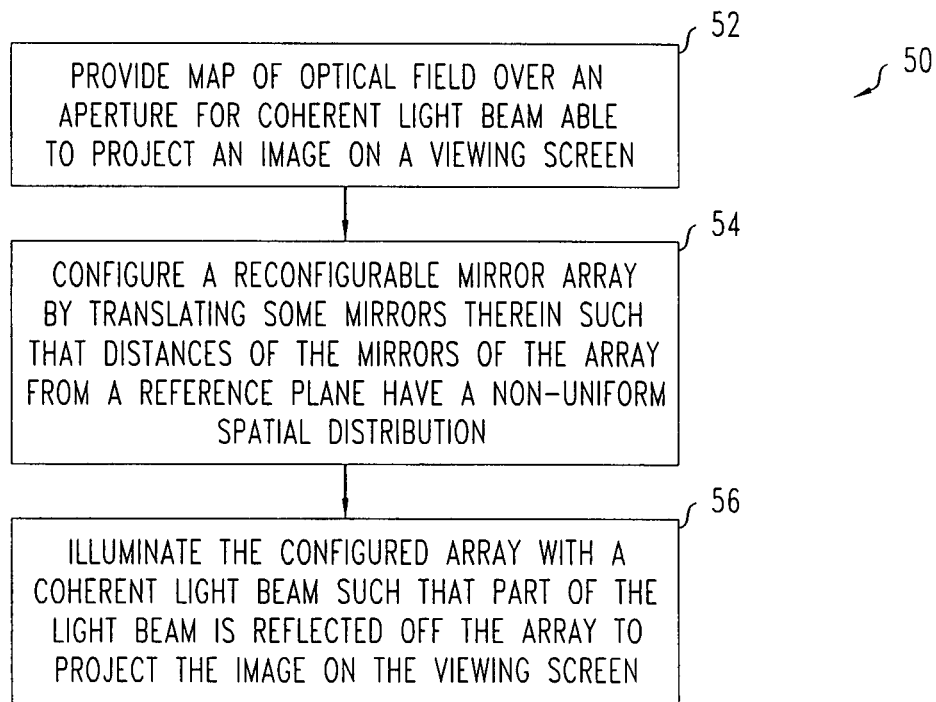 52
50
PROVIDE MAP OF OPTICAL FIELD OVER AN
APERTURE FOR COHERENT LIGHT BEAM ABLE
TO PROJECT AN IMAGE ON A VIEWING SCREEN
54
CONFIGURE A RECONFIGURABLE MIRROR ARRAY
BY TRANSLATING SOME MIRRORS THEREIN SUCH
THAT DISTANCES OF THE MIRRORS OF THE ARRAY
FROM A REFERENCE PLANE HAVE A NON-UNIFORM
SPATIAL DISTRIBUTION
56
ILLUMINATE THE CONFIGURED ARRAY WITH A
COHERENT LIGHT BEAM SUCH THAT PART OF THE
LIGHT BEAM IS REFLECTED OFF THE ARRAY TO
PROJECT THE IMAGE ON THE VIEWING SCREEN